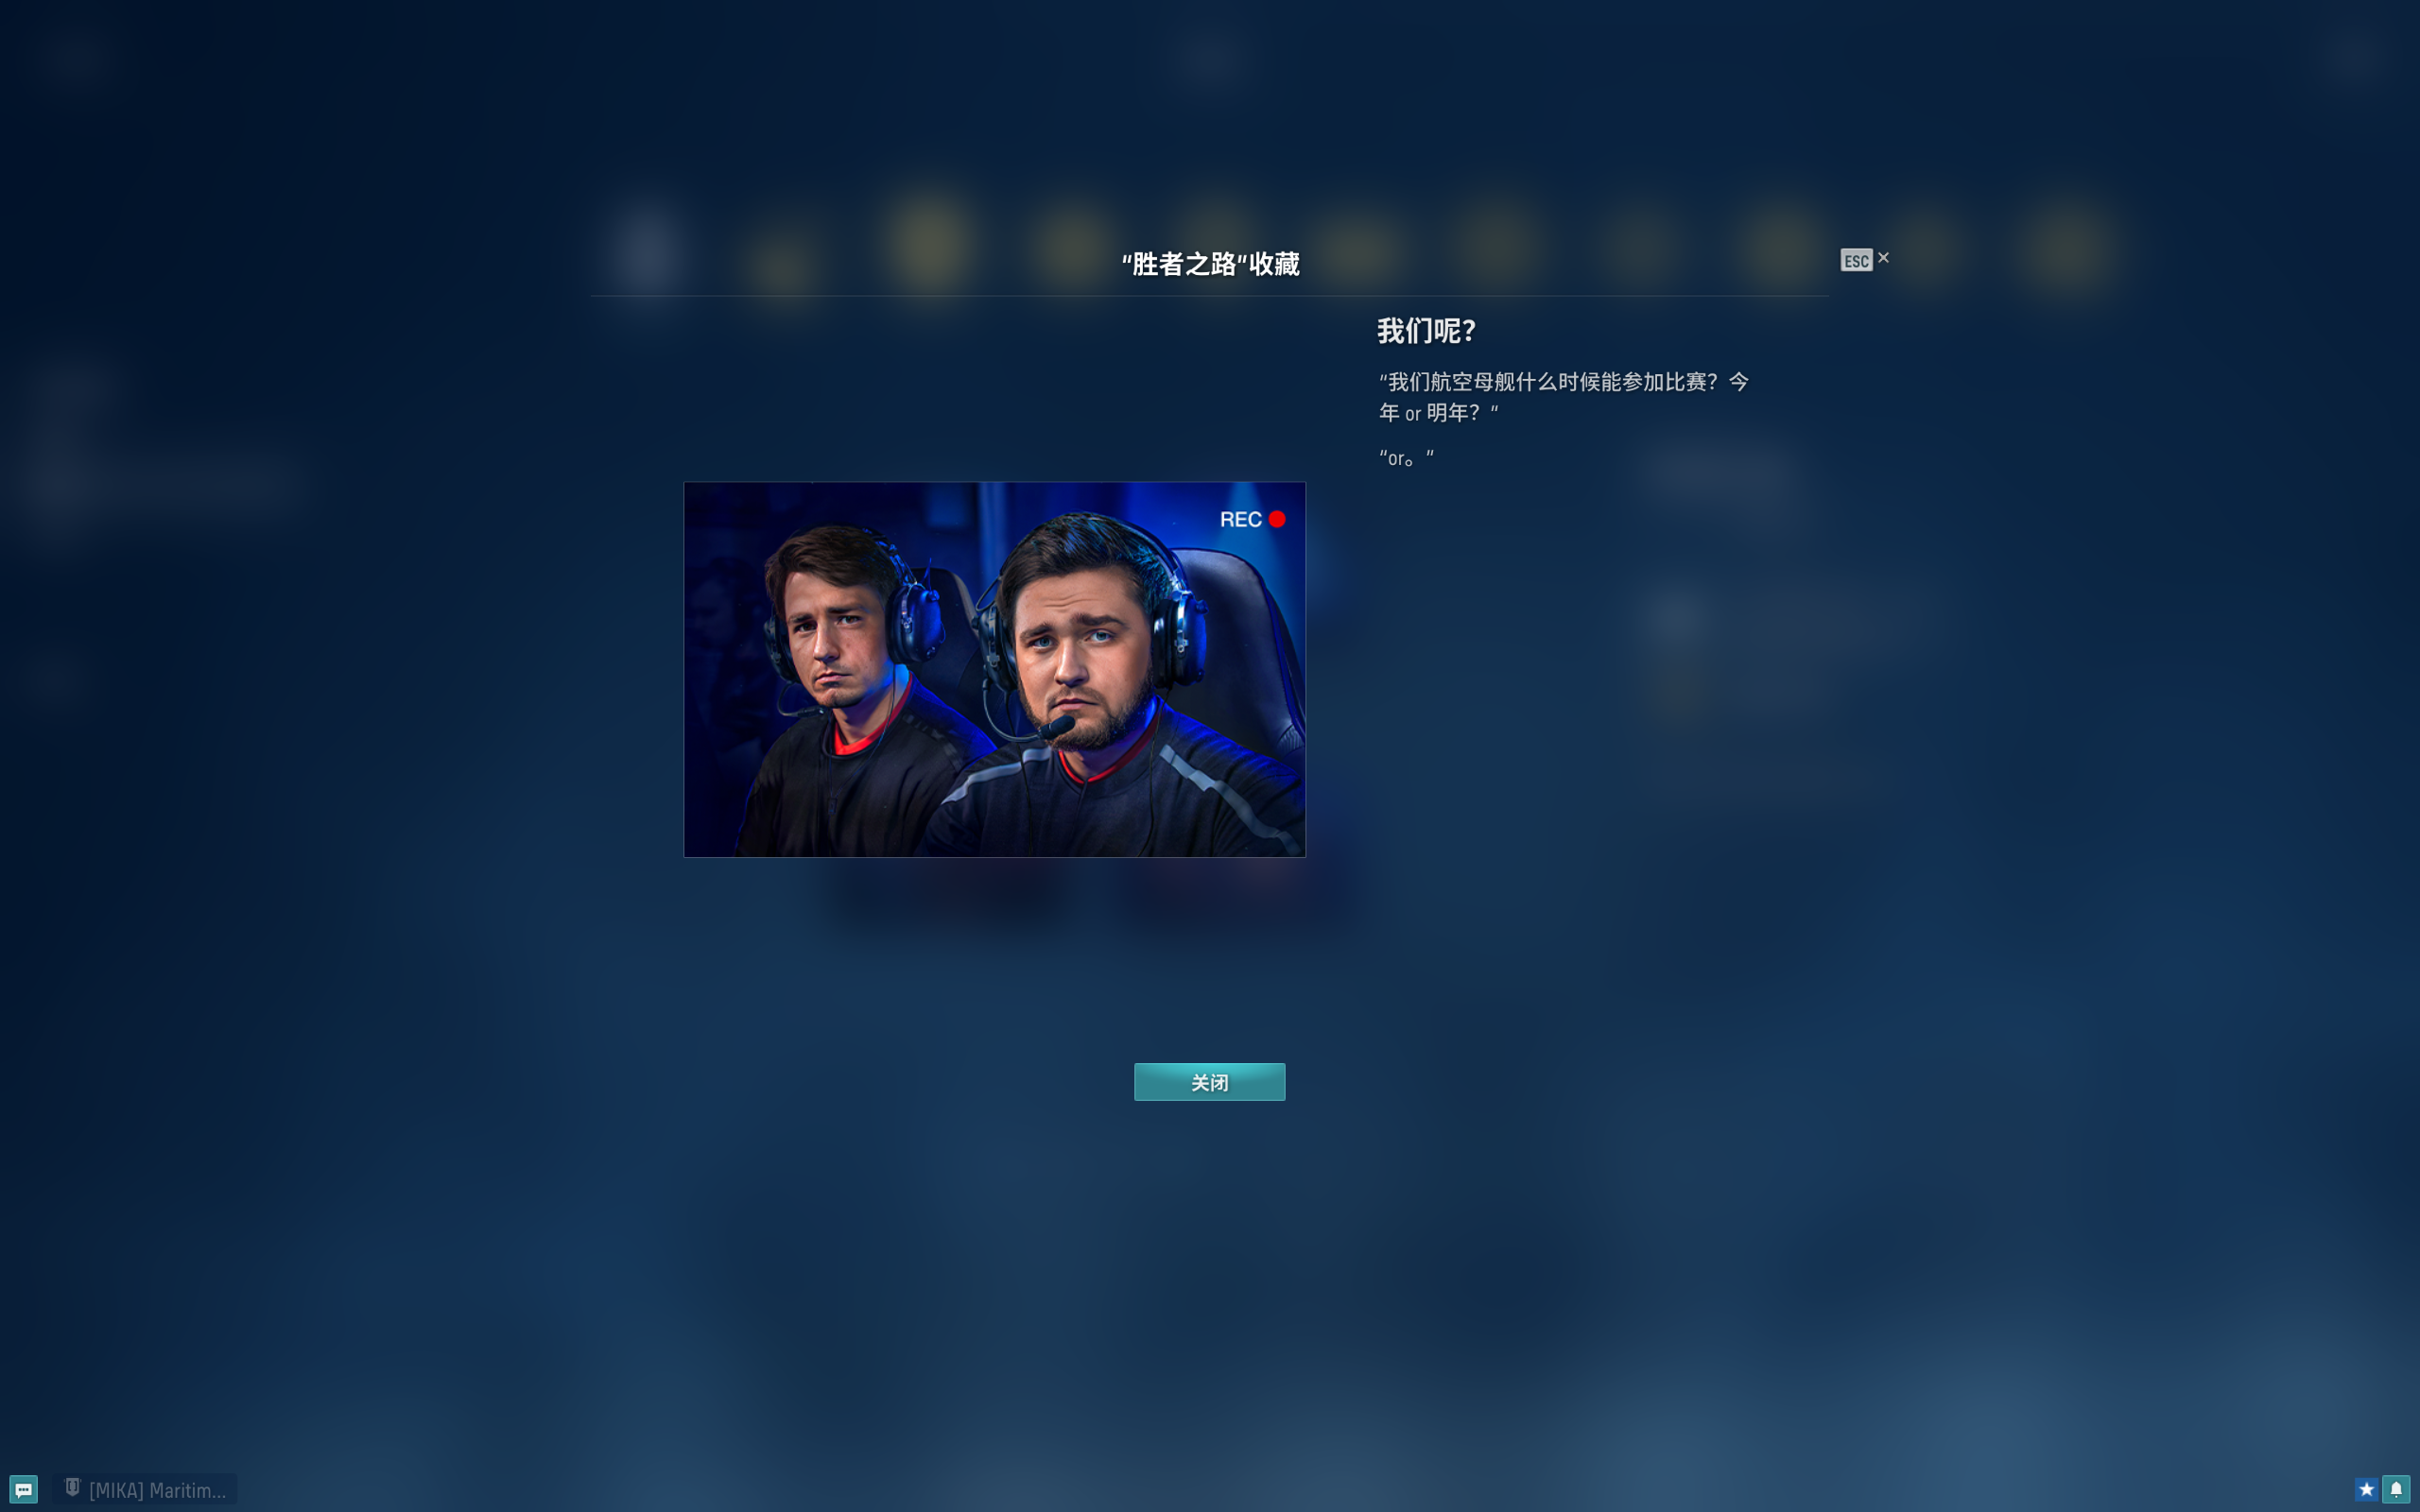 “胜者之路”收藏
ESC
我们呢？
“我们航空母舰什么时候能参加比赛？今
年 or 明年？”
“or。”
REC
关闭
[MIKA] Maritim...